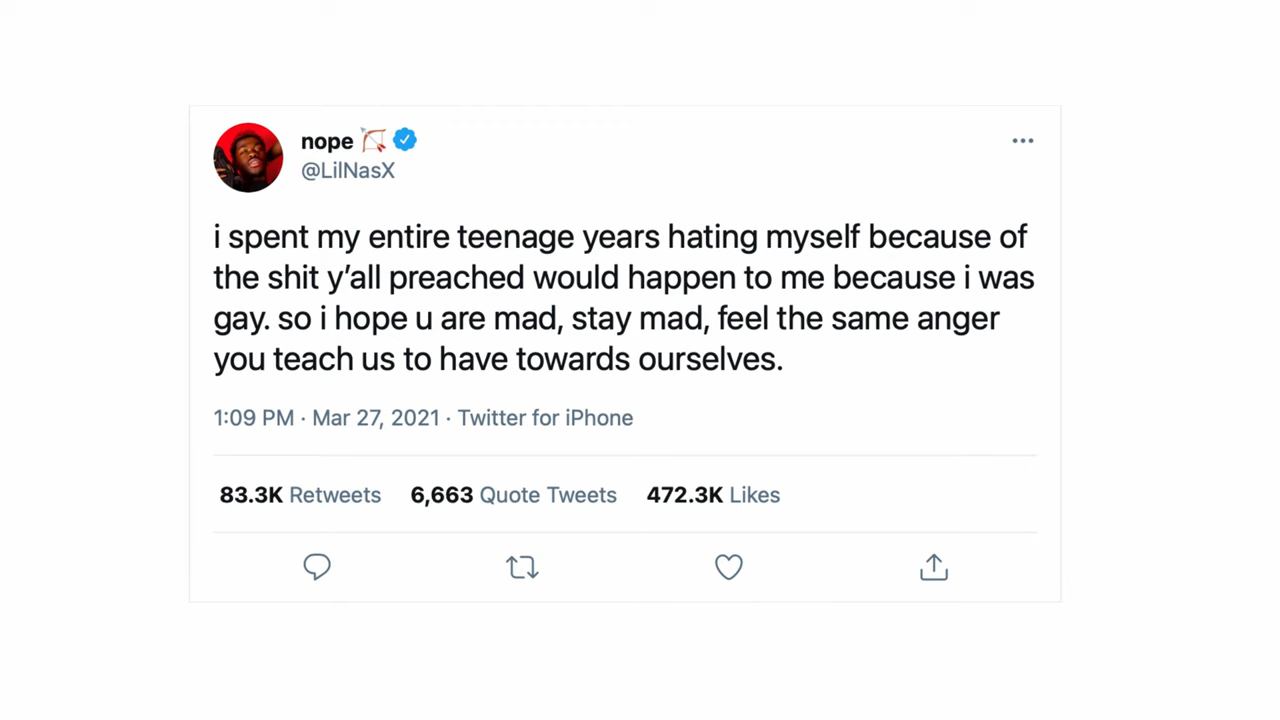 nope 🏹
@LilNasX
i spent my entire teenage years hating myself because of
the shit y’all preached would happen to me because i was
gay. so i hope u are mad, stay mad, feel the same anger
you teach us to have towards ourselves.
1:09 PM · Mar 27, 2021 · Twitter for iPhone
83.3K Retweets 6,663 Quote Tweets 472.3K Likes